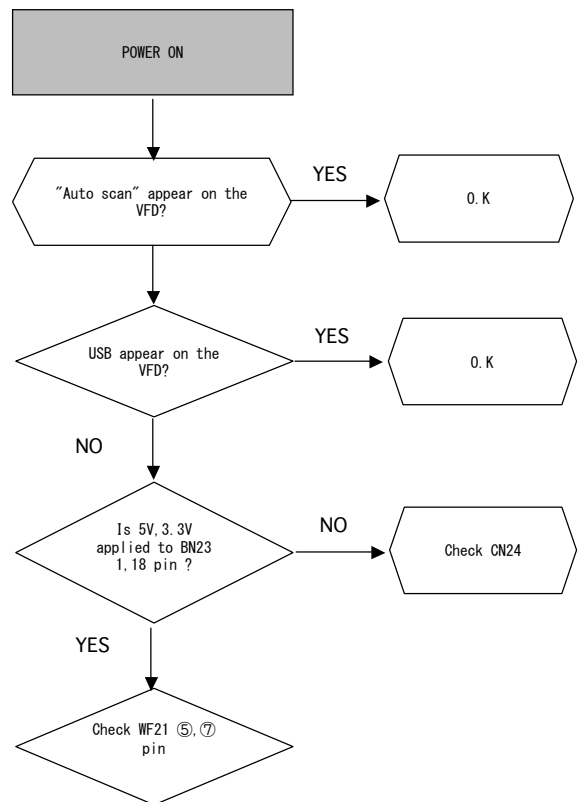 POWER ON
"Auto scan" appear on the
VFD?
YES
O.K
USB appear on the
VFD?
YES
O.K
NO
Is 5V,3.3V
applied to BN23
1,18 pin ?
NO
Check CN24
YES
Check WF21 ⑤,⑦
pin